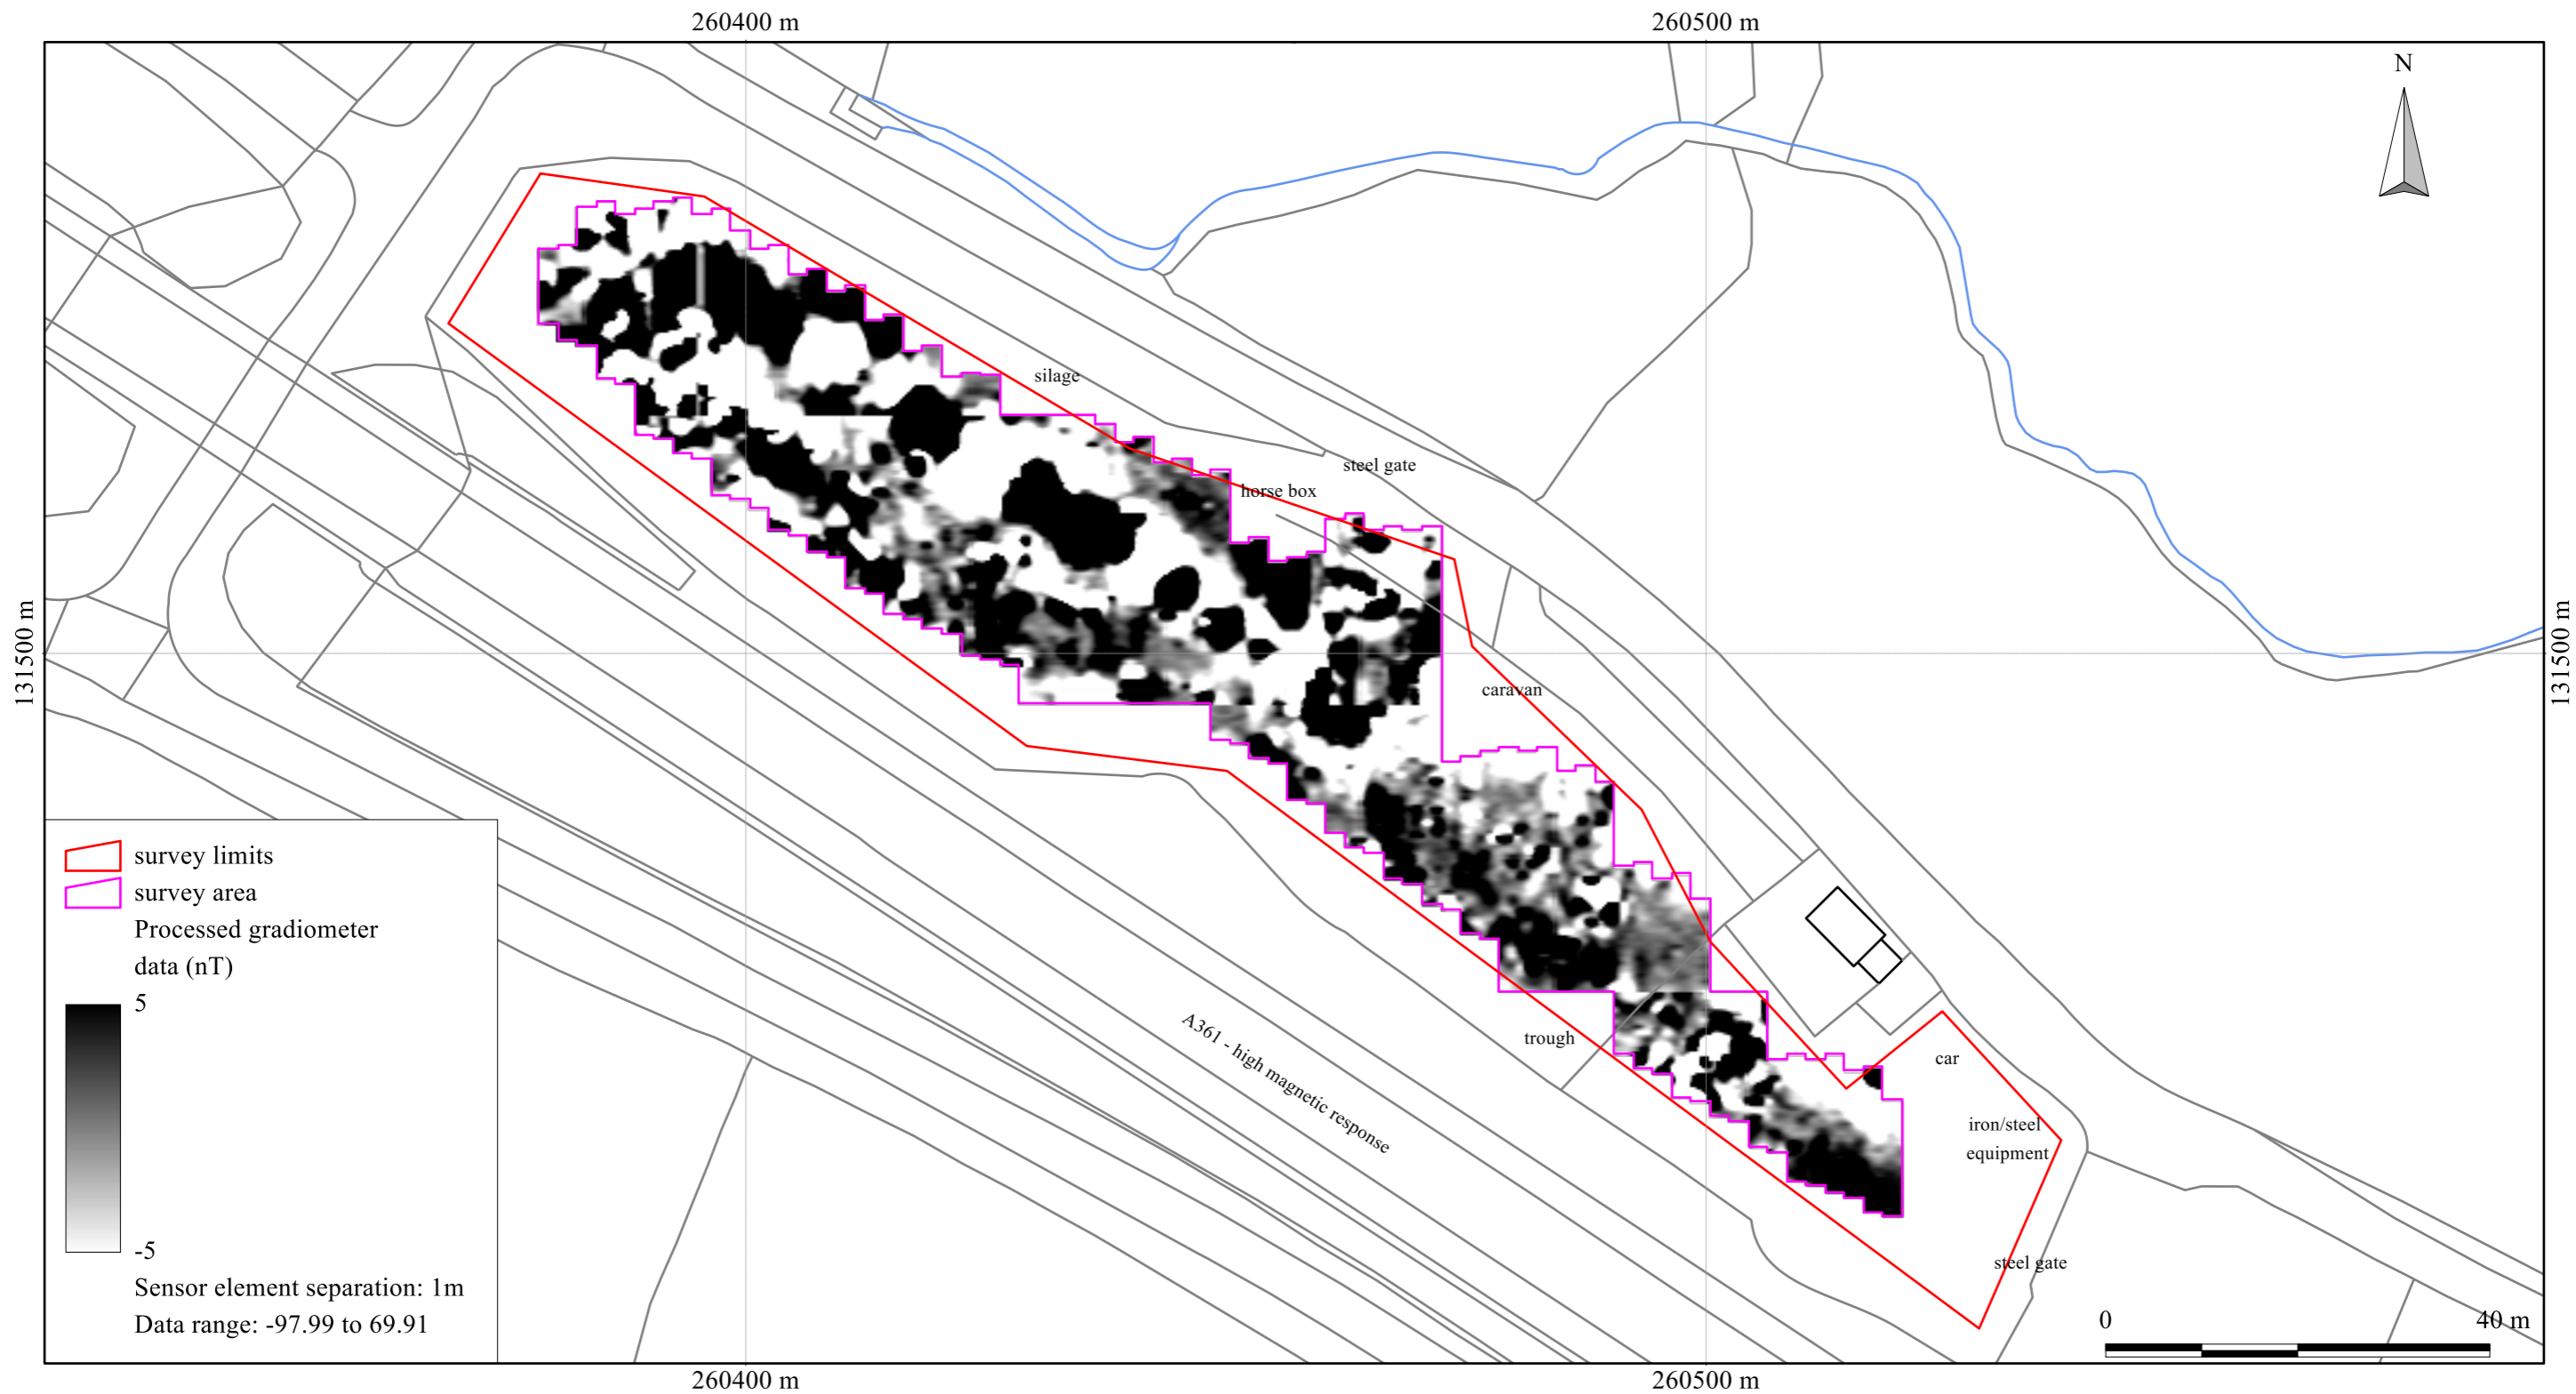 260400 m
260500 m
N
silage
steel gate
horse box
131500 m
131500 m
caravan
survey limits
survey area
Processed gradiometer
data (nT)
5
-5
Sensor element separation: 1m
Data range: -97.99 to 69.91
A361 - high magnetic response
trough
car
iron/steel
equipment
steel gate
0
40 m
260400 m
260500 m